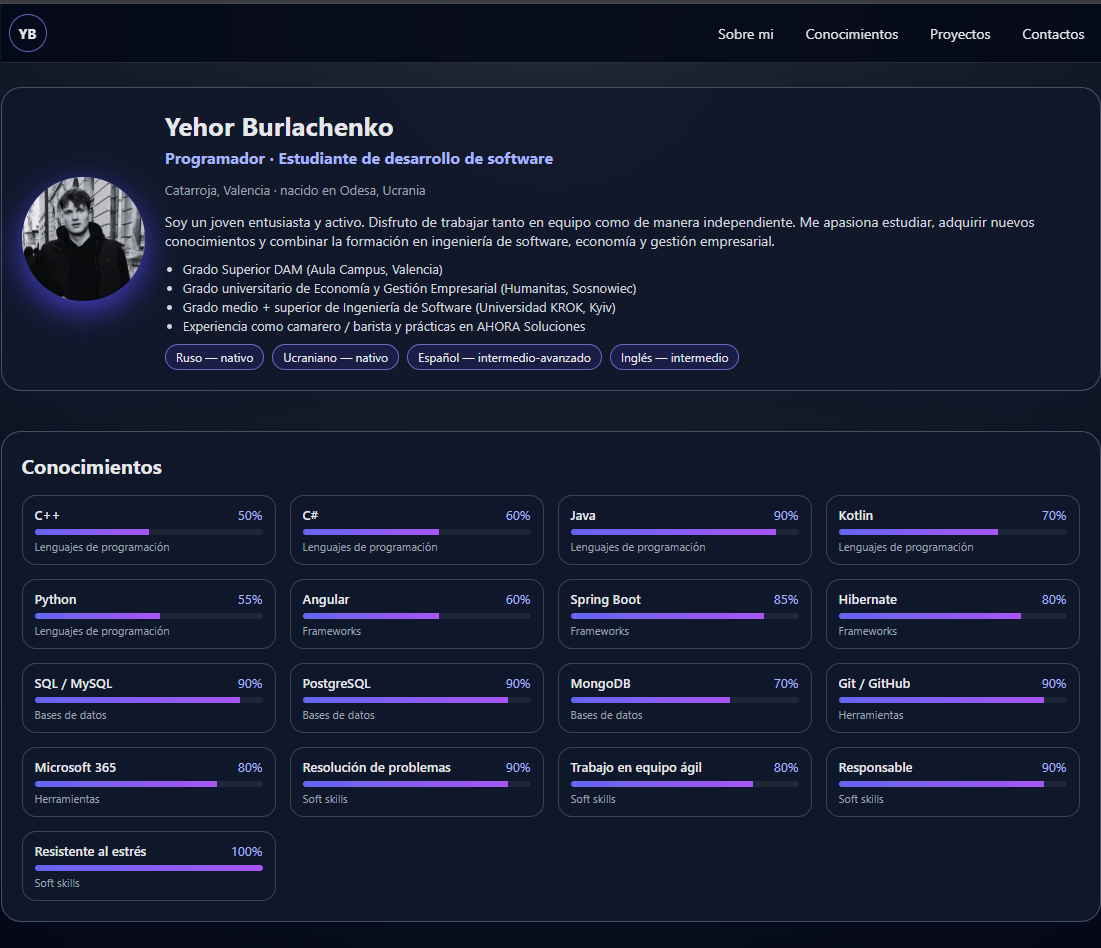 YB
Sobre mi
Conocimientos
Proyectos
Contactos
Yehor Burlachenko
Programador · Estudiante de desarrollo de software
Catarroja, Valencia · nacido en Odesa, Ucrania
Soy un joven entusiasta y activo. Disfruto de trabajar tanto en equipo como de manera independiente. Me apasiona estudiar, adquirir nuevos
conocimientos y combinar la formación en ingeniería de software, economía y gestión empresarial.
• Grado Superior DAM (Aula Campus, Valencia)
• Grado universitario de Economía y Gestión Empresarial (Humanitas, Sosnowiec)
• Grado medio + superior de Ingeniería de Software (Universidad KROK, Kyiv)
• Experiencia como camarero / barista y prácticas en AHORA Soluciones
Ruso — nativo
Ucraniano — nativo
Español — intermedio-avanzado
Inglés — intermedio
Conocimientos
C++ 50%
Lenguajes de programación
C# 60%
Lenguajes de programación
Java 90%
Lenguajes de programación
Kotlin 70%
Lenguajes de programación
Python 55%
Lenguajes de programación
Angular 60%
Frameworks
Spring Boot 85%
Frameworks
Hibernate 80%
Frameworks
SQL / MySQL 90%
Bases de datos
PostgreSQL 90%
Bases de datos
MongoDB 70%
Bases de datos
Git / GitHub 90%
Herramientas
Microsoft 365 80%
Herramientas
Resolución de problemas 90%
Soft skills
Trabajo en equipo ágil 80%
Soft skills
Responsable 90%
Soft skills
Resistente al estrés 100%
Soft skills